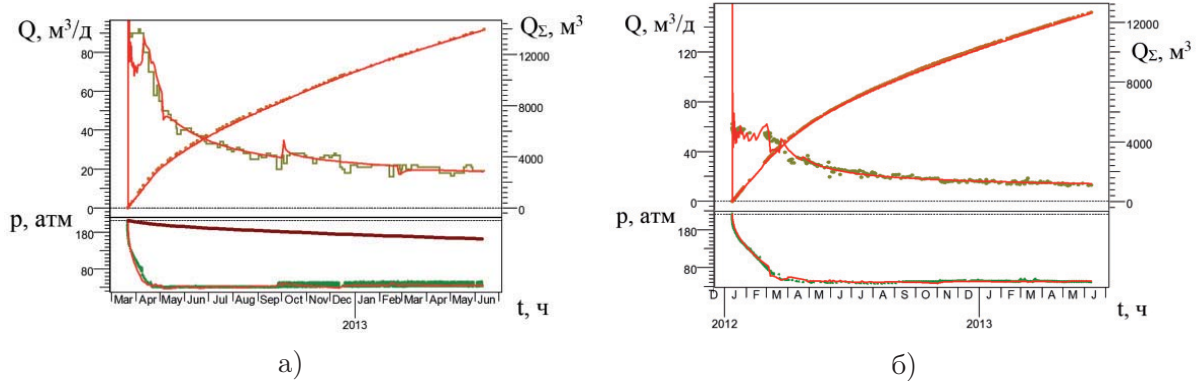 Q, м³/д
Q_Σ, м³
80
60
40
20
0
12000
8000
4000
0
p, атм
180
80
Mar Apr May Jun Jul Aug Sep Oct Nov Dec Jan Feb Mar Apr May Jun
t, ч
2013
а)
Q, м³/д
Q_Σ, м³
160
120
80
40
0
12000
8000
4000
0
p, атм
180
80
D J F M A M J J A S O N D J F M A M J
t, ч
2012 2013
б)